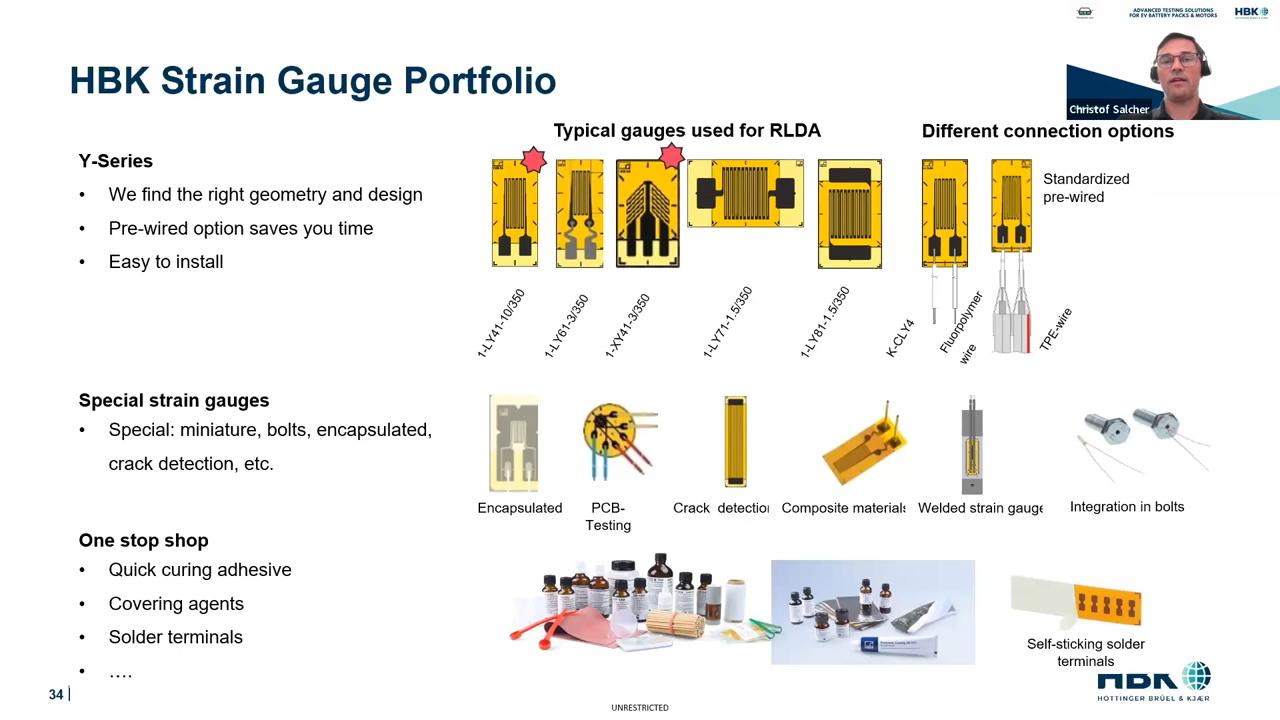 ADVANCED TESTING SOLUTIONS
FOR EV BATTERY PACKS & MOTORS
HBK
Christof Salcher
HBK Strain Gauge Portfolio
Typical gauges used for RLDA
Different connection options
Y-Series
• We find the right geometry and design
• Pre-wired option saves you time
• Easy to install
Standardized
pre-wired
1-LY41-10/350
1-LY61-3/350
1-XY41-3/350
1-LY71-1.5/350
1-LY81-1.5/350
K-CLY4
Fluorpolymer
wire
TPE-wire
Special strain gauges
• Special: miniature, bolts, encapsulated,
crack detection, etc.
Encapsulated
PCB-
Testing
Crack detection
Composite materials
Welded strain gauge
Integration in bolts
One stop shop
• Quick curing adhesive
• Covering agents
• Solder terminals
• ….
Self-sticking solder
terminals
HBK
HOTTINGER BRÜEL & KJÆR
34
UNRESTRICTED